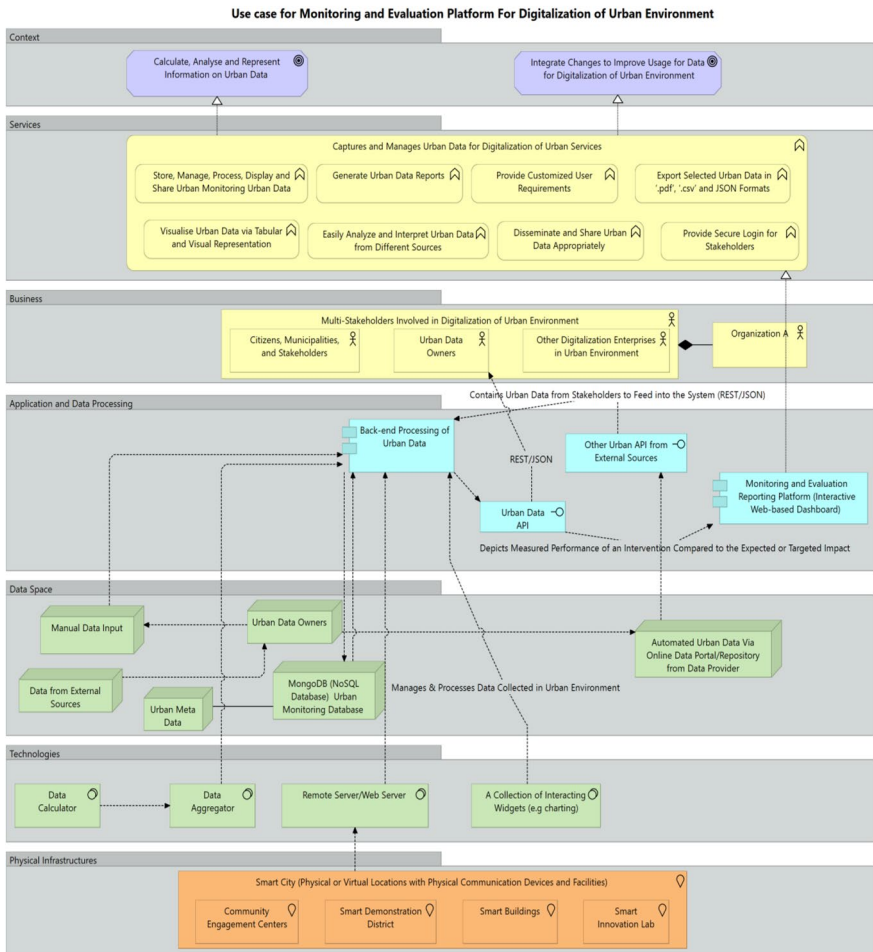 Use case for Monitoring and Evaluation Platform For Digitalization of Urban Environment
Context
Calculate, Analyse and Represent
Information on Urban Data
Integrate Changes to Improve Usage for Data
for Digitalization of Urban Environment
Services
Captures and Manages Urban Data for Digitalization of Urban Services
Store, Manage, Process, Display and
Share Urban Monitoring Urban Data
Generate Urban Data Reports
Provide Customized User
Requirements
Export Selected Urban Data in
'.pdf', '.csv' and JSON Formats
Visualise Urban Data via Tabular
and Visual Representation
Easily Analyze and Interpret Urban Data
from Different Sources
Disseminate and Share Urban
Data Appropriately
Provide Secure Login for
Stakeholders
Business
Multi-Stakeholders Involved in Digitalization of Urban Environment
Citizens, Municipalities,
and Stakeholders
Urban Data
Owners
Other Digitalization Enterprises
in Urban Environment
Organization A
Application and Data Processing
Contains Urban Data from Stakeholders to Feed into the System (REST/JSON)
Back-end Processing of
Urban Data
Other Urban API from
External Sources
REST/JSON
Monitoring and Evaluation
Reporting Platform (Interactive
Web-based Dashboard)
Urban Data
API
Depicts Measured Performance of an Intervention Compared to the Expected or Targeted Impact
Data Space
Manual Data Input
Urban Data Owners
Automated Urban Data Via
Online Data Portal/Repository
from Data Provider
Data from External
Sources
Urban Meta
Data
MongoDB (NoSQL
Database) Urban
Monitoring Database
Manages & Processes Data Collected in Urban Environment
Technologies
Data
Calculator
Data
Aggregator
Remote Server/Web Server
A Collection of Interacting
Widgets (e.g charting)
Physical Infrastructures
Smart City (Physical or Virtual Locations with Physical Communication Devices and Facilities)
Community
Engagement Centers
Smart Demonstration
District
Smart Buildings
Smart
Innovation Lab